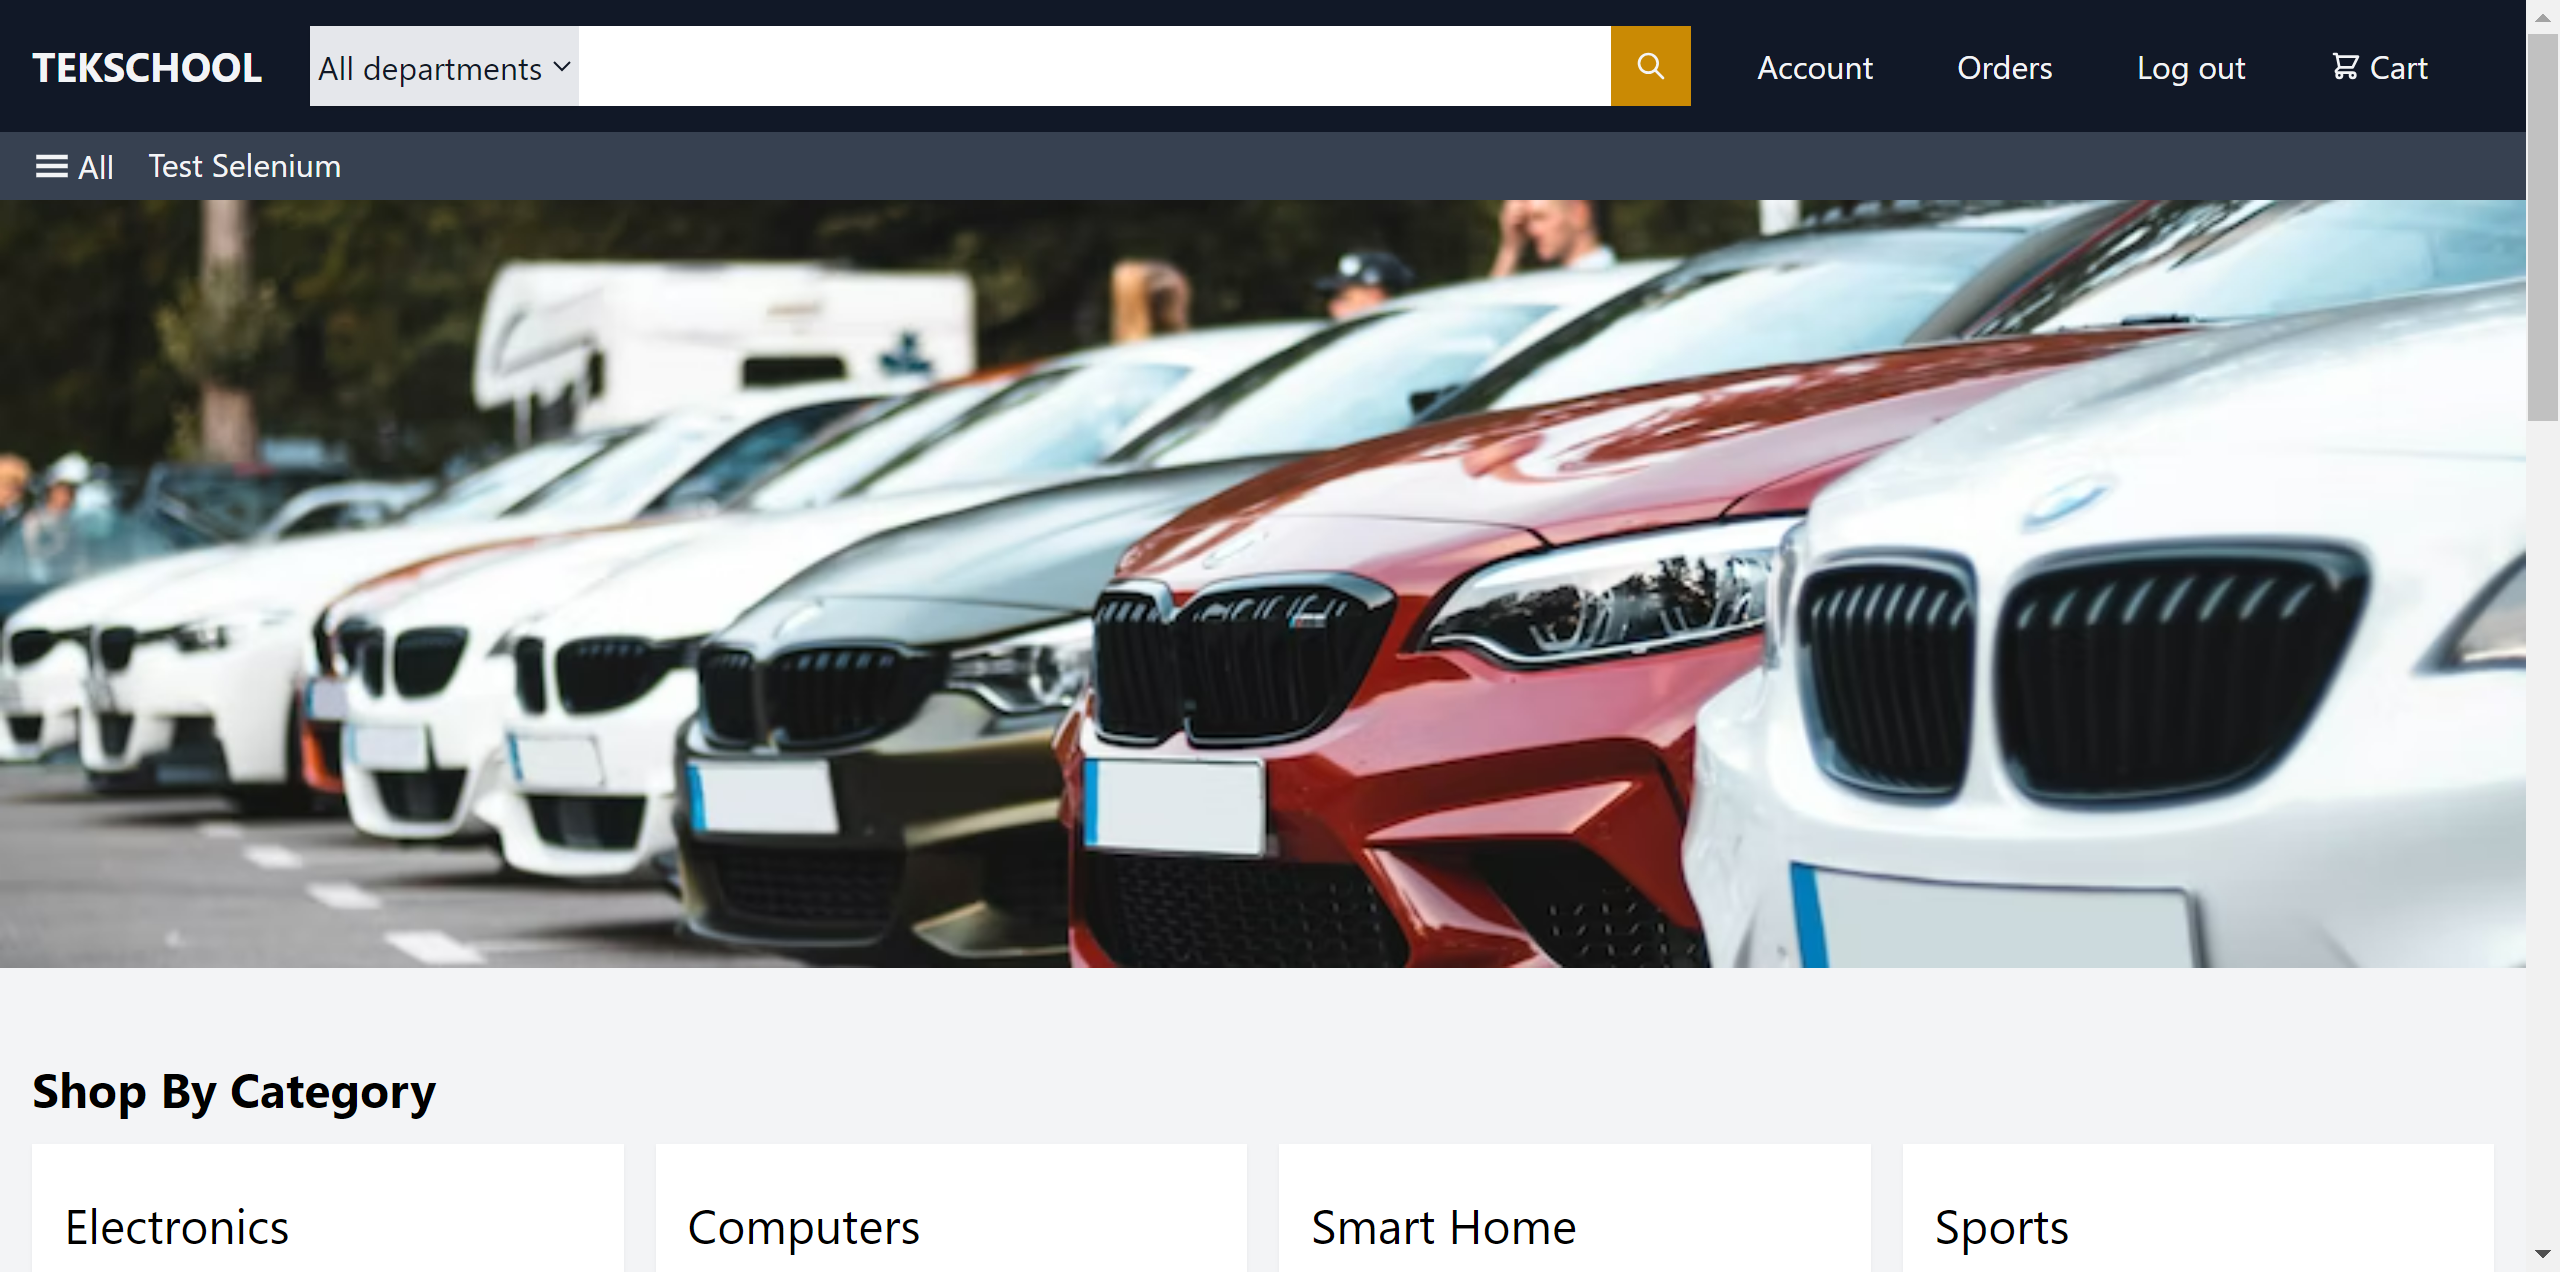 TEKSCHOOL All departments Account Orders Log out Cart
All Test Selenium
Shop By Category
Electronics Computers Smart Home Sports